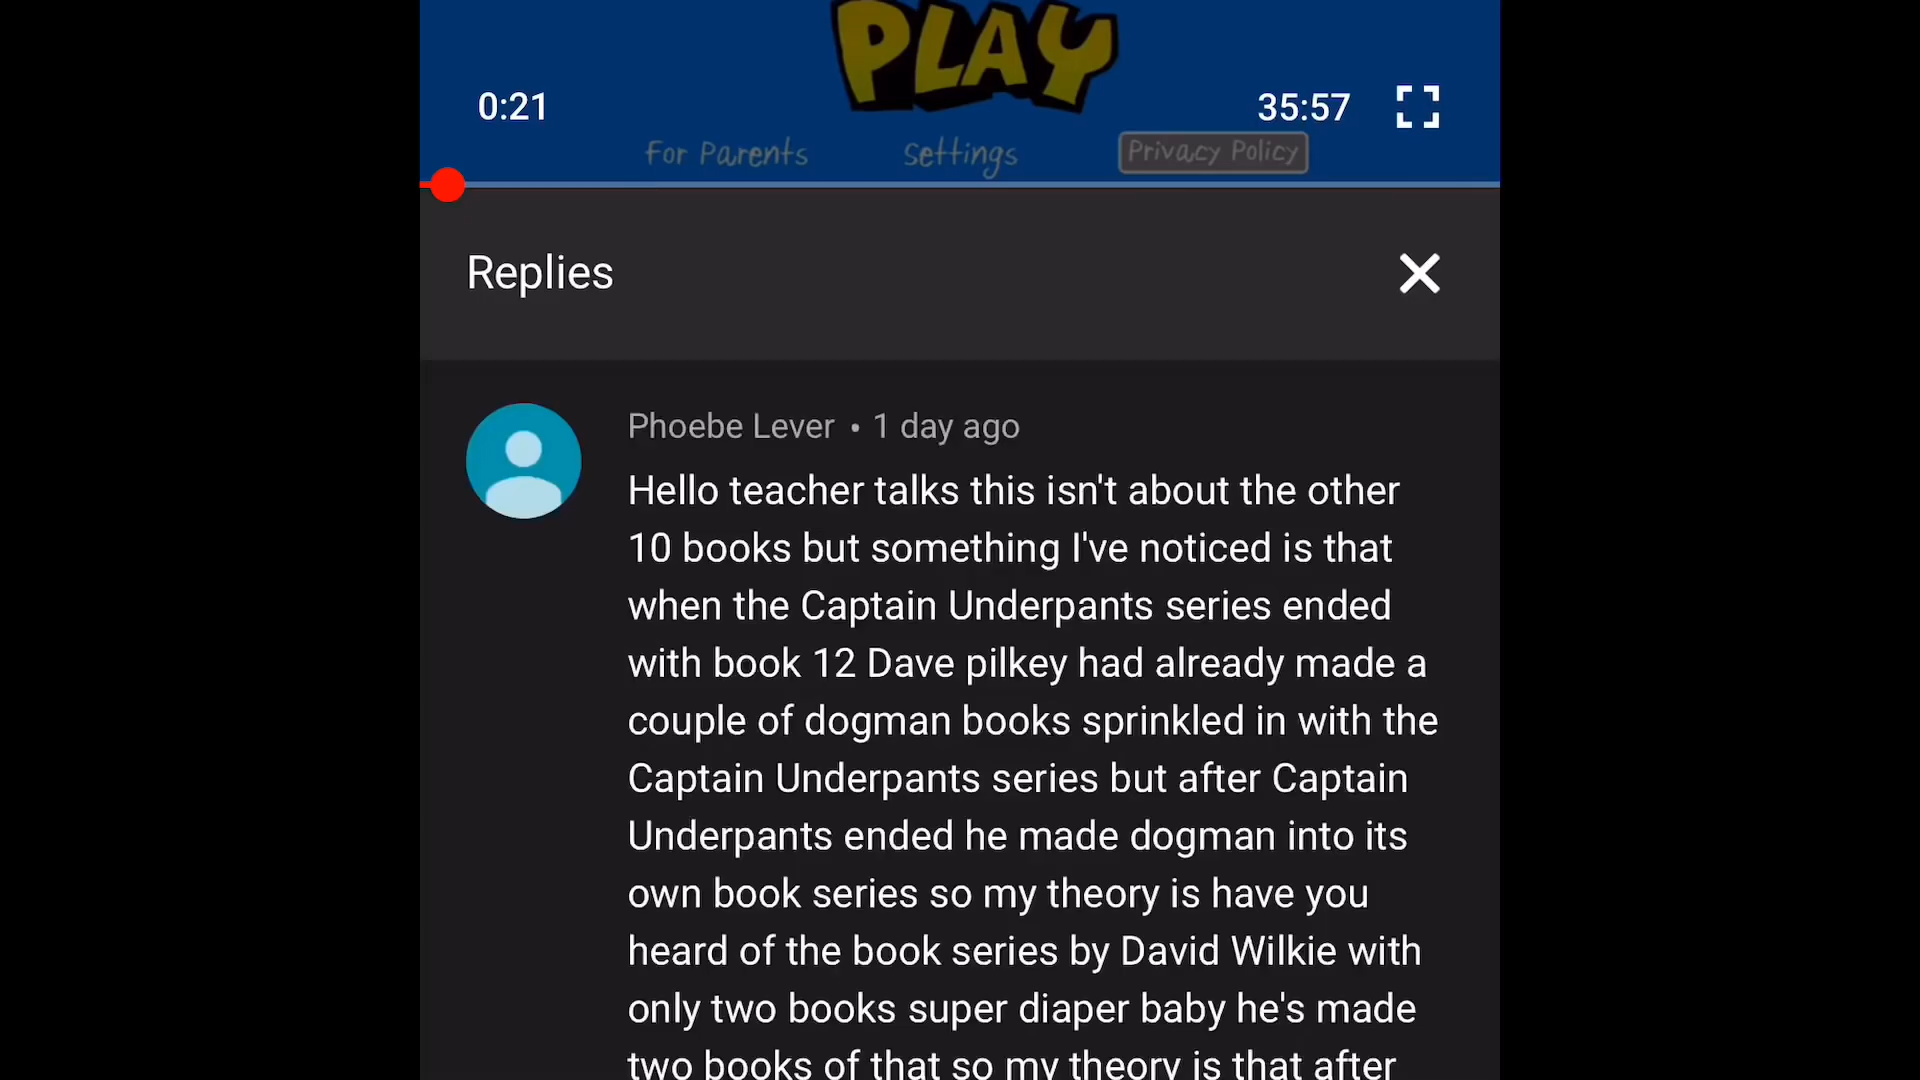 PLAY
0:21
35:57
For Parents
Settings
Privacy Policy
Replies
Phoebe Lever • 1 day ago
Hello teacher talks this isn't about the other
10 books but something I've noticed is that
when the Captain Underpants series ended
with book 12 Dave pilkey had already made a
couple of dogman books sprinkled in with the
Captain Underpants series but after Captain
Underpants ended he made dogman into its
own book series so my theory is have you
heard of the book series by David Wilkie with
only two books super diaper baby he's made
two books of that so my theory is that after